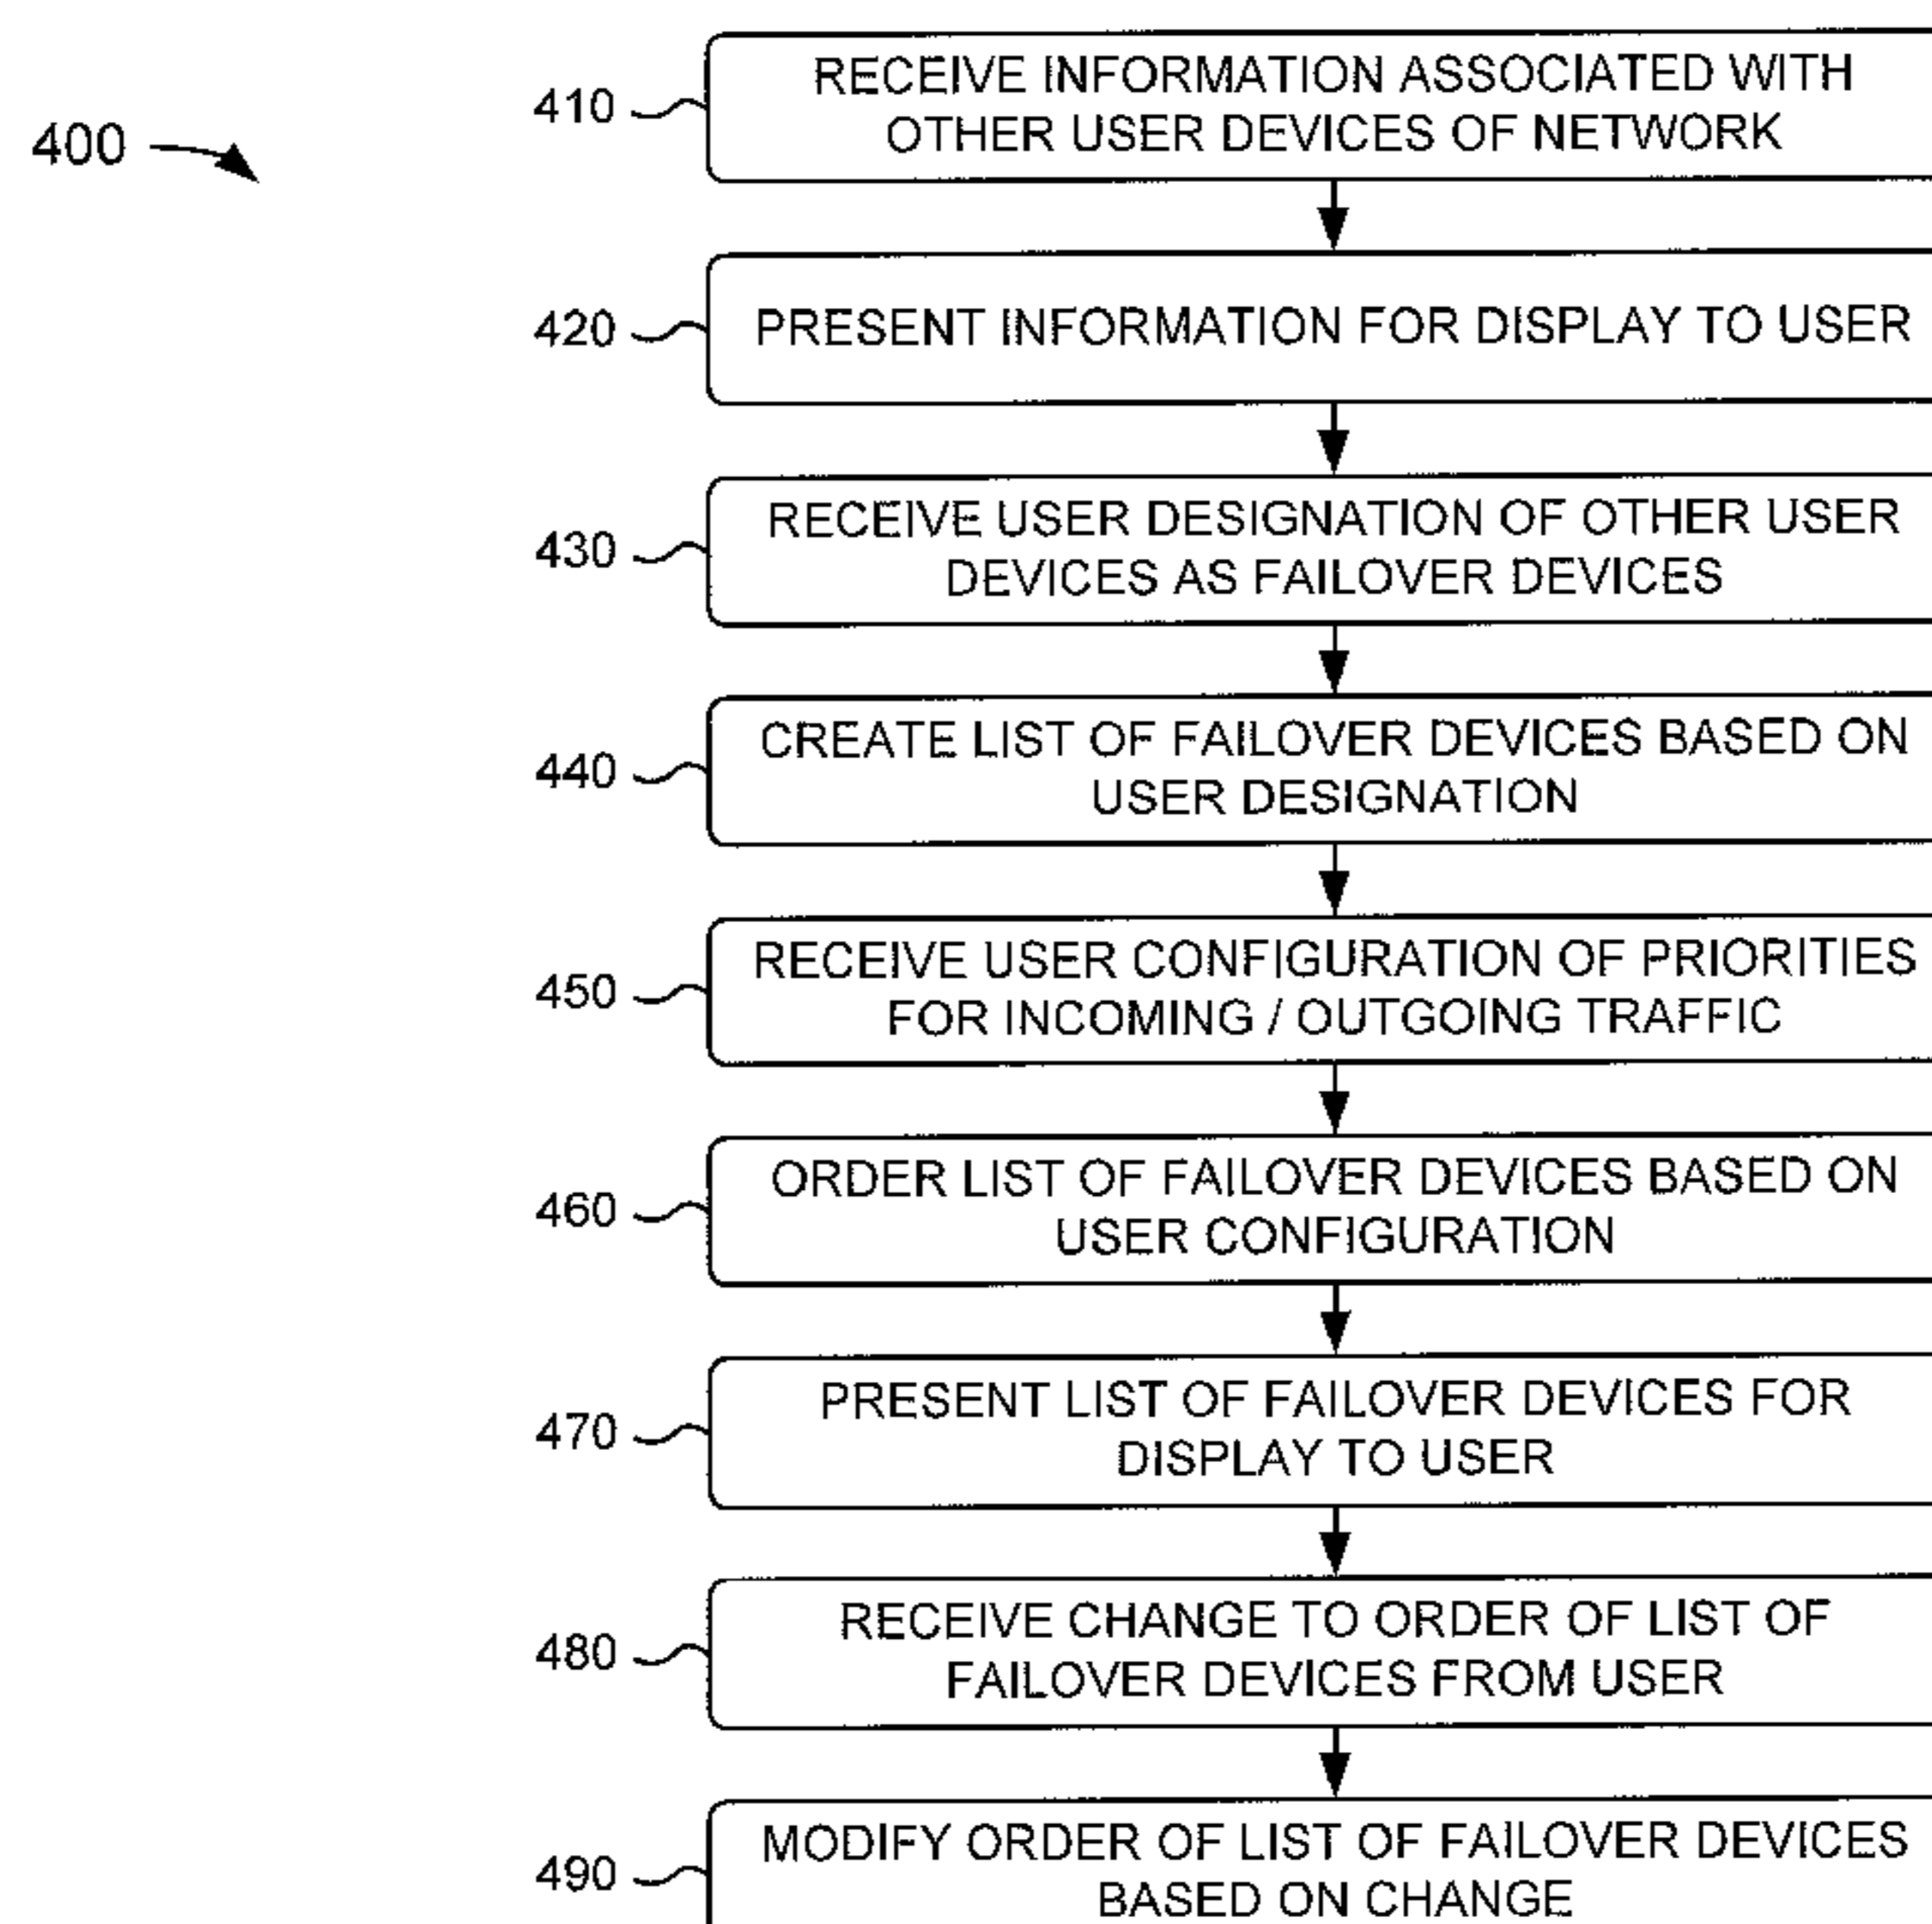 400
410
RECEIVE INFORMATION ASSOCIATED WITH
OTHER USER DEVICES OF NETWORK
420
PRESENT INFORMATION FOR DISPLAY TO USER
430
RECEIVE USER DESIGNATION OF OTHER USER
DEVICES AS FAILOVER DEVICES
440
CREATE LIST OF FAILOVER DEVICES BASED ON
USER DESIGNATION
450
RECEIVE USER CONFIGURATION OF PRIORITIES
FOR INCOMING / OUTGOING TRAFFIC
460
ORDER LIST OF FAILOVER DEVICES BASED ON
USER CONFIGURATION
470
PRESENT LIST OF FAILOVER DEVICES FOR
DISPLAY TO USER
480
RECEIVE CHANGE TO ORDER OF LIST OF
FAILOVER DEVICES FROM USER
490
MODIFY ORDER OF LIST OF FAILOVER DEVICES
BASED ON CHANGE